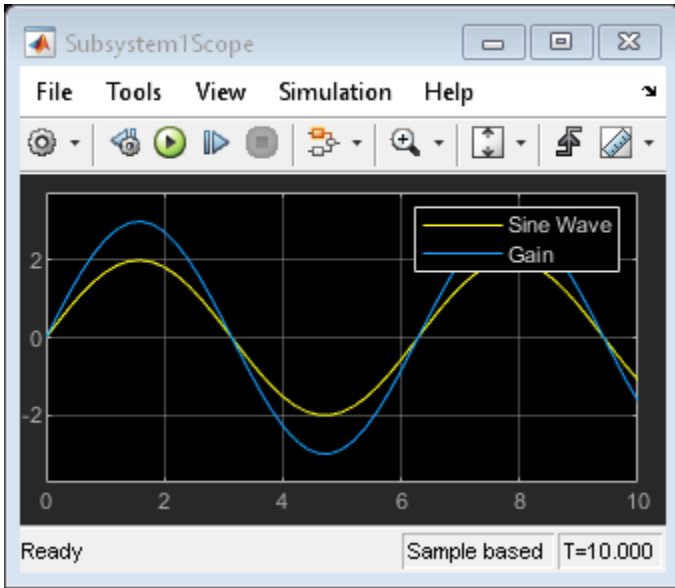 Subsystem1Scope
File Tools View Simulation Help
Sine Wave
Gain
2
0
-2
0 2 4 6 8 10
Ready Sample based T=10.000